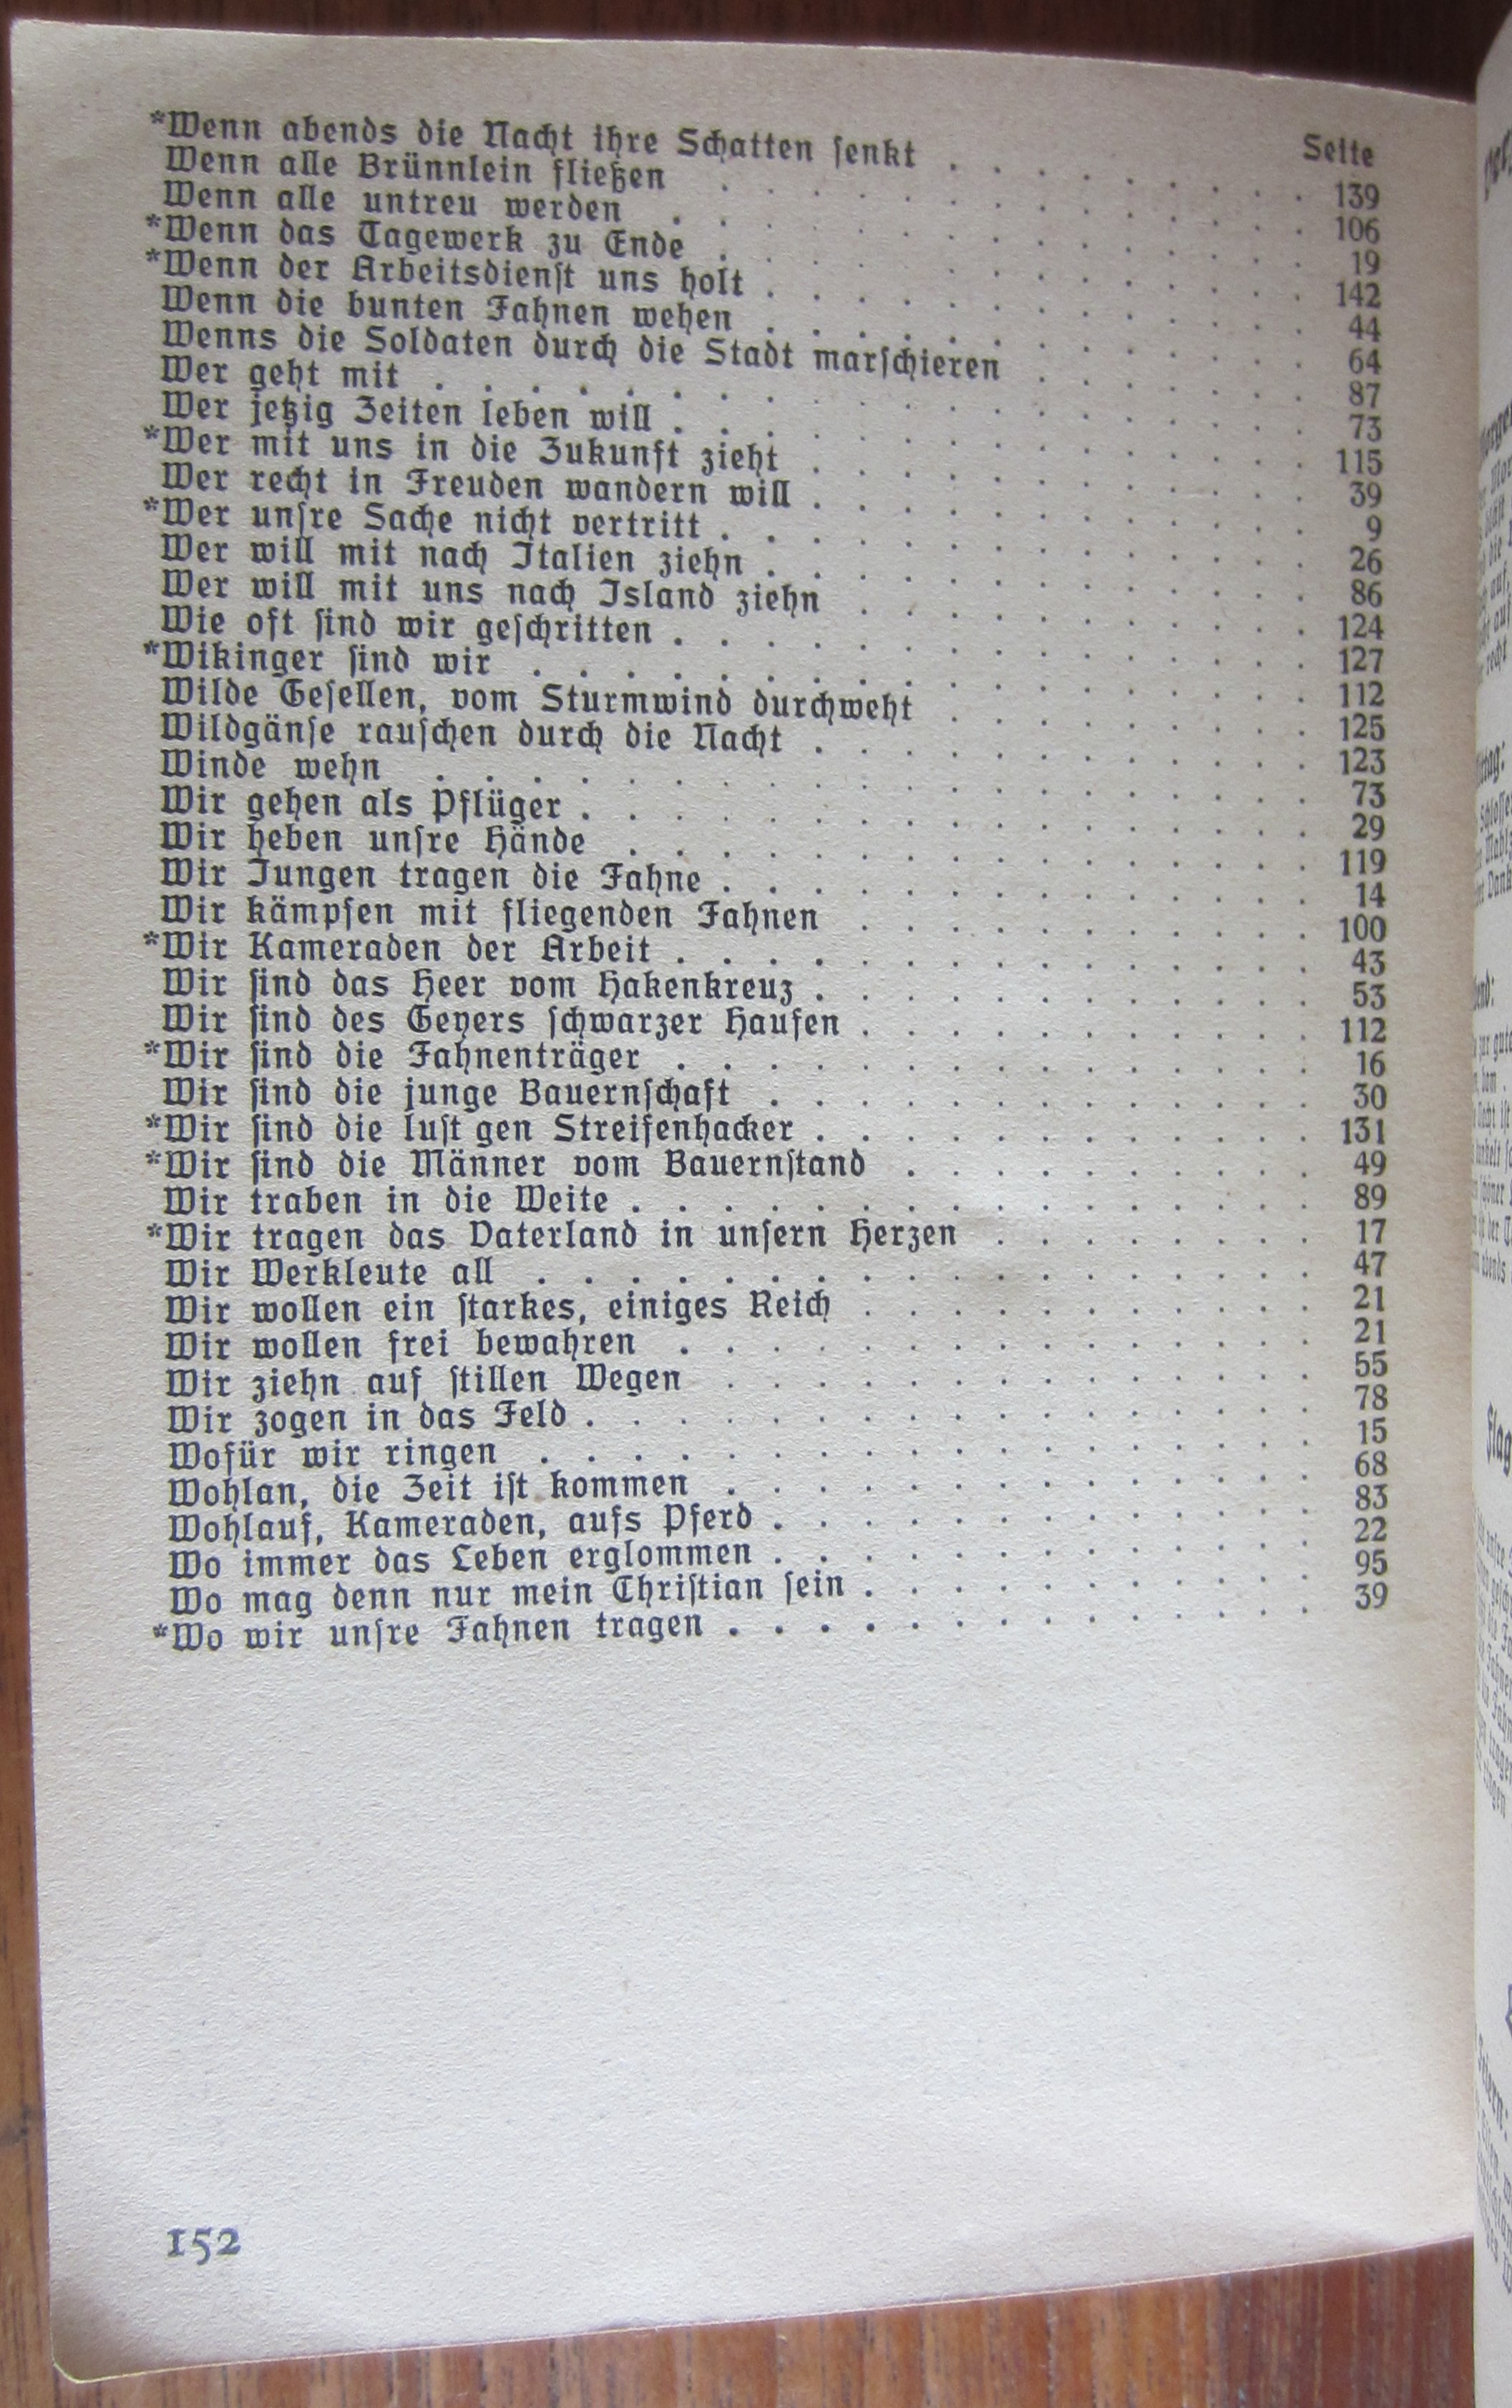 Seite
*Wenn abends die Nacht ihre Schatten senkt . . . . . . . . 139
Wenn alle Brünnlein fließen . . . . . . . . . . . . . 106
Wenn alle untreu werden . . . . . . . . . . . . . . 19
*Wenn das Tagewerk zu Ende . . . . . . . . . . . . . 142
*Wenn der Arbeitsdienst uns holt . . . . . . . . . . . . 44
Wenn die bunten Fahnen wehen . . . . . . . . . . . . 64
Wenns die Soldaten durch die Stadt marschieren . . . . . . 87
Wer geht mit . . . . . . . . . . . . . . . . . . . 73
Wer jetzig Zeiten leben will . . . . . . . . . . . . . . 115
*Wer mit uns in die Zukunft zieht . . . . . . . . . . . 39
Wer recht in Freuden wandern will . . . . . . . . . . . 9
*Wer unsre Sache nicht vertritt . . . . . . . . . . . . . 26
Wer will mit nach Italien ziehn . . . . . . . . . . . . 86
Wer will mit uns nach Island ziehn . . . . . . . . . . 124
Wie oft sind wir geschritten . . . . . . . . . . . . . . 127
*Wikinger sind wir . . . . . . . . . . . . . . . . . 112
Wilde Gesellen, vom Sturmwind durchweht . . . . . . . . 125
Wildgänse rauschen durch die Nacht . . . . . . . . . . . 123
Winde wehn . . . . . . . . . . . . . . . . . . . 73
Wir gehen als Pflüger . . . . . . . . . . . . . . . . 29
Wir heben unsre Hände . . . . . . . . . . . . . . . 119
Wir Jungen tragen die Fahne . . . . . . . . . . . . . 14
Wir kämpfen mit fliegenden Fahnen . . . . . . . . . . 100
*Wir Kameraden der Arbeit . . . . . . . . . . . . . . 43
Wir sind das Heer vom Hakenkreuz . . . . . . . . . . . 53
Wir sind des Geyers schwarzer Haufen . . . . . . . . . . 112
*Wir sind die Fahnenträger . . . . . . . . . . . . . . 16
Wir sind die junge Bauernschaft . . . . . . . . . . . . 30
*Wir sind die lust gen Streifenhacker . . . . . . . . . . . 131
*Wir sind die Männer vom Bauernstand . . . . . . . . . 49
Wir traben in die Weite . . . . . . . . . . . . . . . 89
*Wir tragen das Vaterland in unsern Herzen . . . . . . . . 17
Wir Werkleute all . . . . . . . . . . . . . . . . . 47
Wir wollen ein starkes, einiges Reich . . . . . . . . . . 21
Wir wollen frei bewahren . . . . . . . . . . . . . . 21
Wir ziehn auf stillen Wegen . . . . . . . . . . . . . 55
Wir zogen in das Feld . . . . . . . . . . . . . . . . 78
Wofür wir ringen . . . . . . . . . . . . . . . . . 15
Wohlan, die Zeit ist kommen . . . . . . . . . . . . . 68
Wohlauf, Kameraden, aufs Pferd . . . . . . . . . . . . 83
Wo immer das Leben erglommen . . . . . . . . . . . . 22
Wo mag denn nur mein Christian sein . . . . . . . . . . 95
*Wo wir unsre Fahnen tragen . . . . . . . . . . . . . 39
152